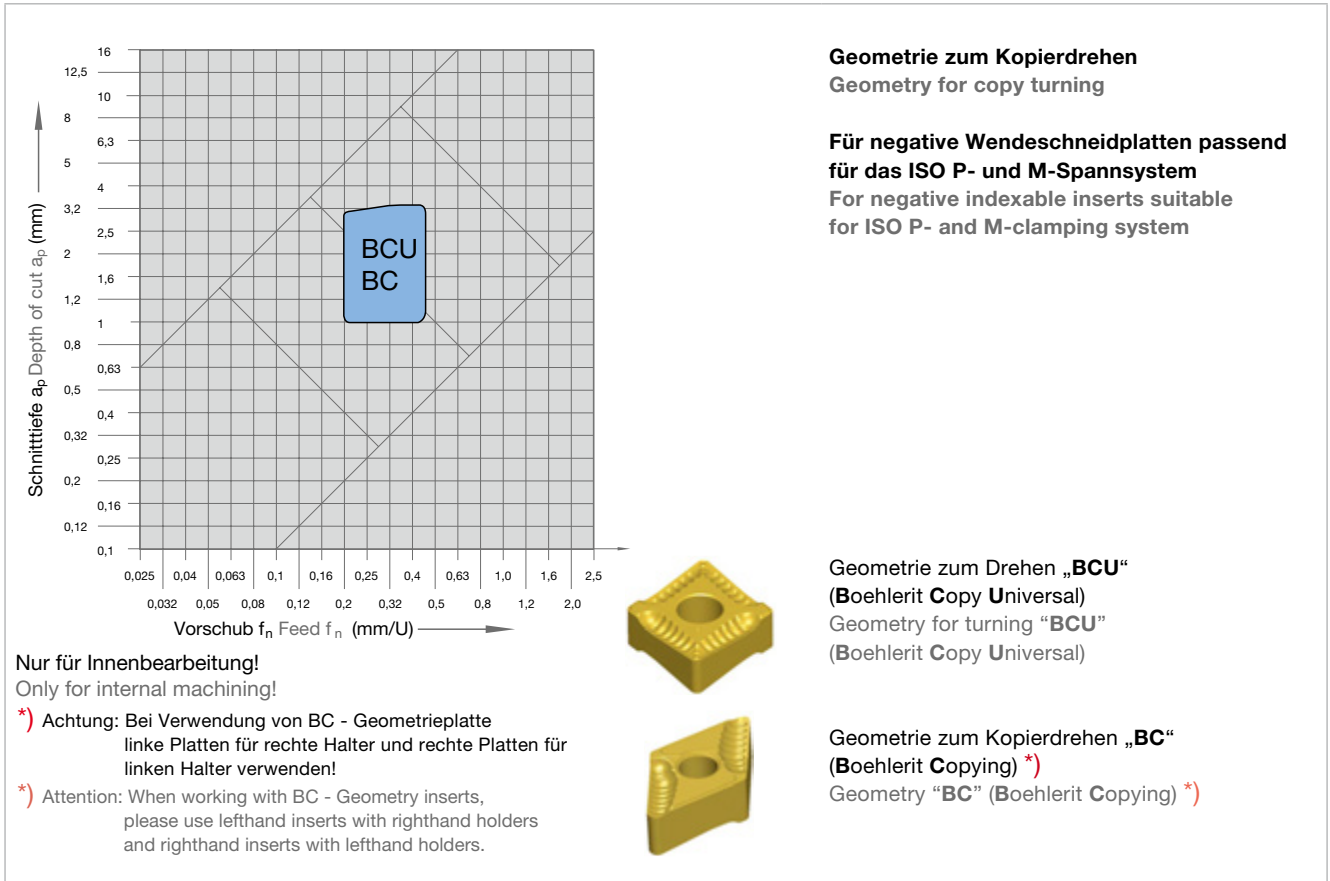 16
12,5
10
8
6,3
5
4
3,2
2,5
2
1,6
1,2
1
0,8
0,63
0,5
0,4
0,32
0,25
0,2
0,16
0,12
0,1
Schnitttiefe ap Depth of cut ap (mm)
BCU
BC
0,025 0,04 0,063 0,1 0,16 0,25 0,4 0,63 1,0 1,6 2,5
0,032 0,05 0,08 0,12 0,2 0,32 0,5 0,8 1,2 2,0
Vorschub fn Feed fn (mm/U)
Geometrie zum Kopierdrehen
Geometry for copy turning
Für negative Wendeschneidplatten passend
für das ISO P- und M-Spannsystem
For negative indexable inserts suitable
for ISO P- and M-clamping system
Nur für Innenbearbeitung!
Only for internal machining!
*) Achtung: Bei Verwendung von BC - Geometrieplatte
linke Platten für rechte Halter und rechte Platten für
linken Halter verwenden!
*) Attention: When working with BC - Geometry inserts,
please use lefthand inserts with righthand holders
and righthand inserts with lefthand holders.
Geometrie zum Drehen „BCU“
(Boehlerit Copy Universal)
Geometry for turning “BCU”
(Boehlerit Copy Universal)
Geometrie zum Kopierdrehen „BC“
(Boehlerit Copying) *)
Geometry “BC” (Boehlerit Copying) *)